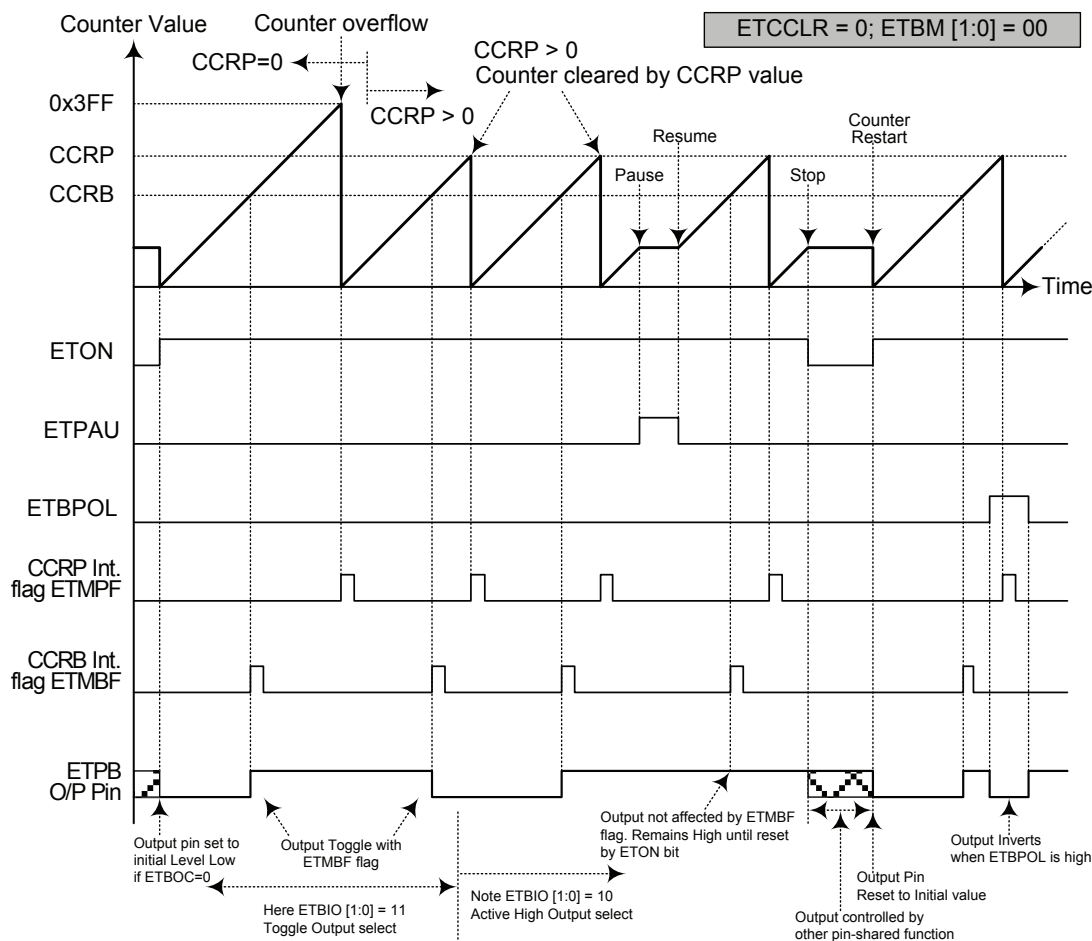 Counter Value
Counter overflow
ETCCLR = 0; ETBM [1:0] = 00
CCRP=0
CCRP > 0
CCRP > 0
Counter cleared by CCRP value
0x3FF
CCRP
CCRB
Pause
Resume
Stop
Counter
Restart
Time
ETON
ETPAU
ETBPOL
CCRP Int.
flag ETMPF
CCRB Int.
flag ETMBF
ETPB
O/P Pin
Output pin set to
initial Level Low
if ETBOC=0
Output Toggle with
ETMBF flag
Output not affected by ETMBF
flag. Remains High until reset
by ETON bit
Output Inverts
when ETBPOL is high
Output Pin
Reset to Initial value
Here ETBIO [1:0] = 11
Toggle Output select
Note ETBIO [1:0] = 10
Active High Output select
Output controlled by
other pin-shared function